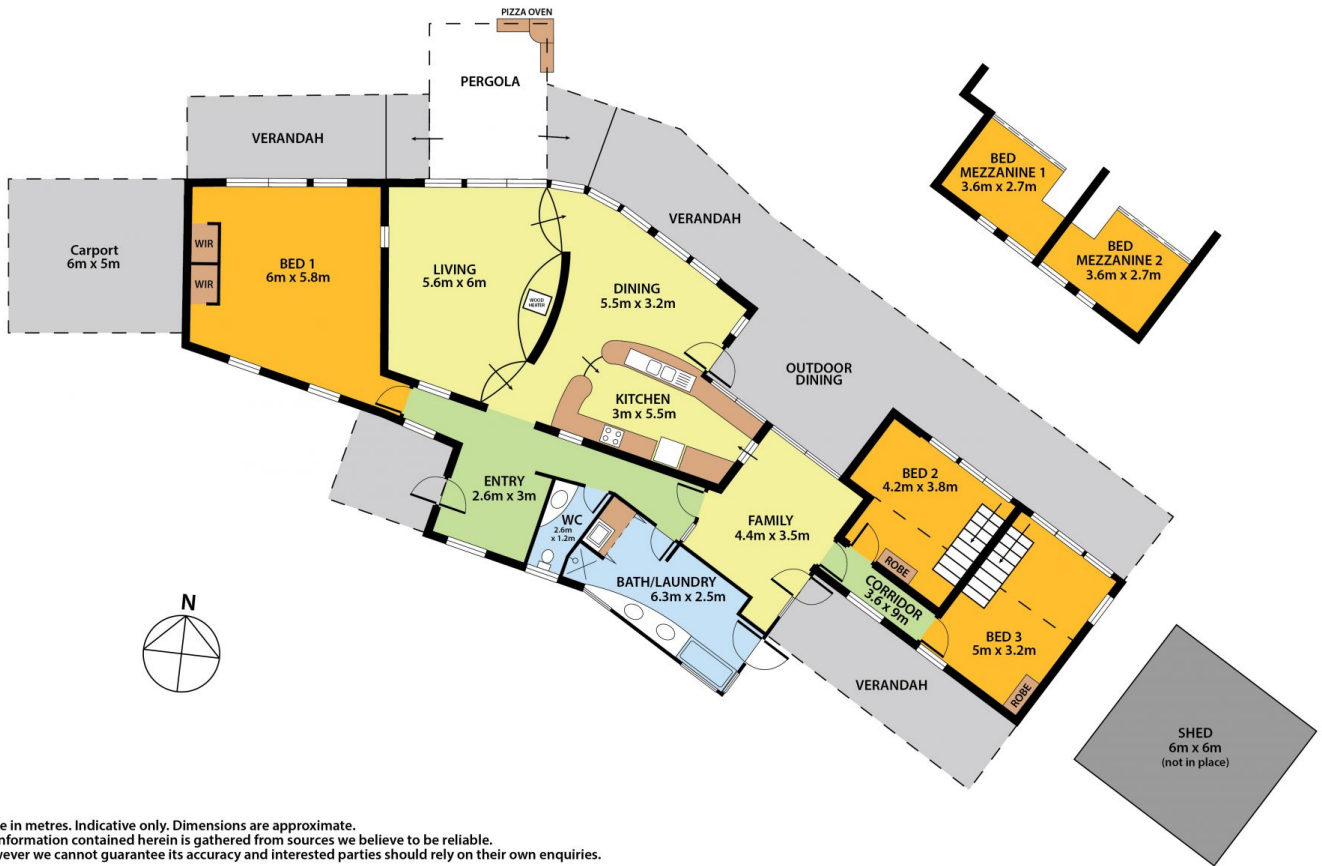 PIZZA OVEN
PERGOLA
VERANDAH
Carport
6m x 5m
WIR
WIR
BED 1
6m x 5.8m
LIVING
5.6m x 6m
WOOD
HEATER
DINING
5.5m x 3.2m
VERANDAH
BED
MEZZANINE 1
3.6m x 2.7m
BED
MEZZANINE 2
3.6m x 2.7m
OUTDOOR
DINING
KITCHEN
3m x 5.5m
ENTRY
2.6m x 3m
WC
2.6m
x 1.2m
BATH/LAUNDRY
6.3m x 2.5m
FAMILY
4.4m x 3.5m
BED 2
4.2m x 3.8m
ROBE
CORRIDOR
3.6 x 9m
BED 3
5m x 3.2m
ROBE
VERANDAH
SHED
6m x 6m
(not in place)
N
e in metres. Indicative only. Dimensions are approximate.
nformation contained herein is gathered from sources we believe to be reliable.
wever we cannot guarantee its accuracy and interested parties should rely on their own enquiries.